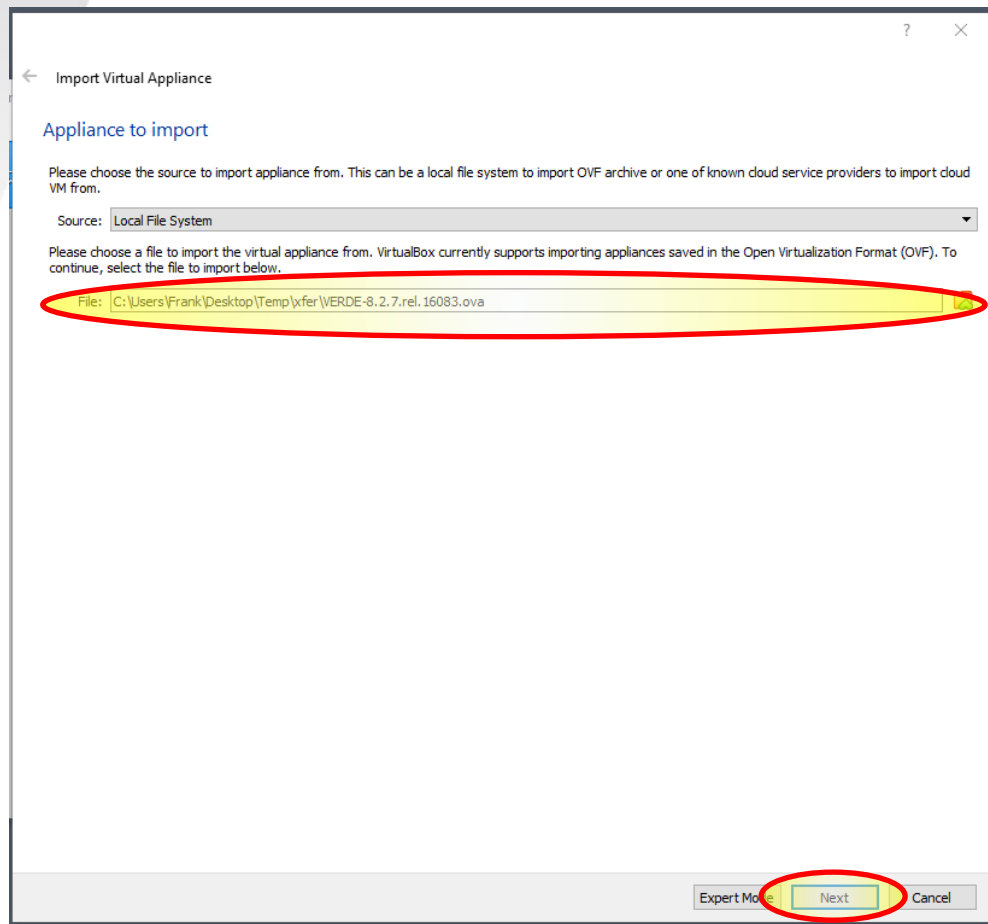 ?
Import Virtual Appliance
Appliance to import
Please choose the source to import appliance from. This can be a local file system to import OVF archive or one of known cloud service providers to import cloud
VM from.
Source: Local File System
Please choose a file to import the virtual appliance from. VirtualBox currently supports importing appliances saved in the Open Virtualization Format (OVF). To
continue, select the file to import below.
File: C:\Users\Frank\Desktop\Temp\xfer\VERDE-8.2.7.rel.16083.ova
Expert Mode Next Cancel